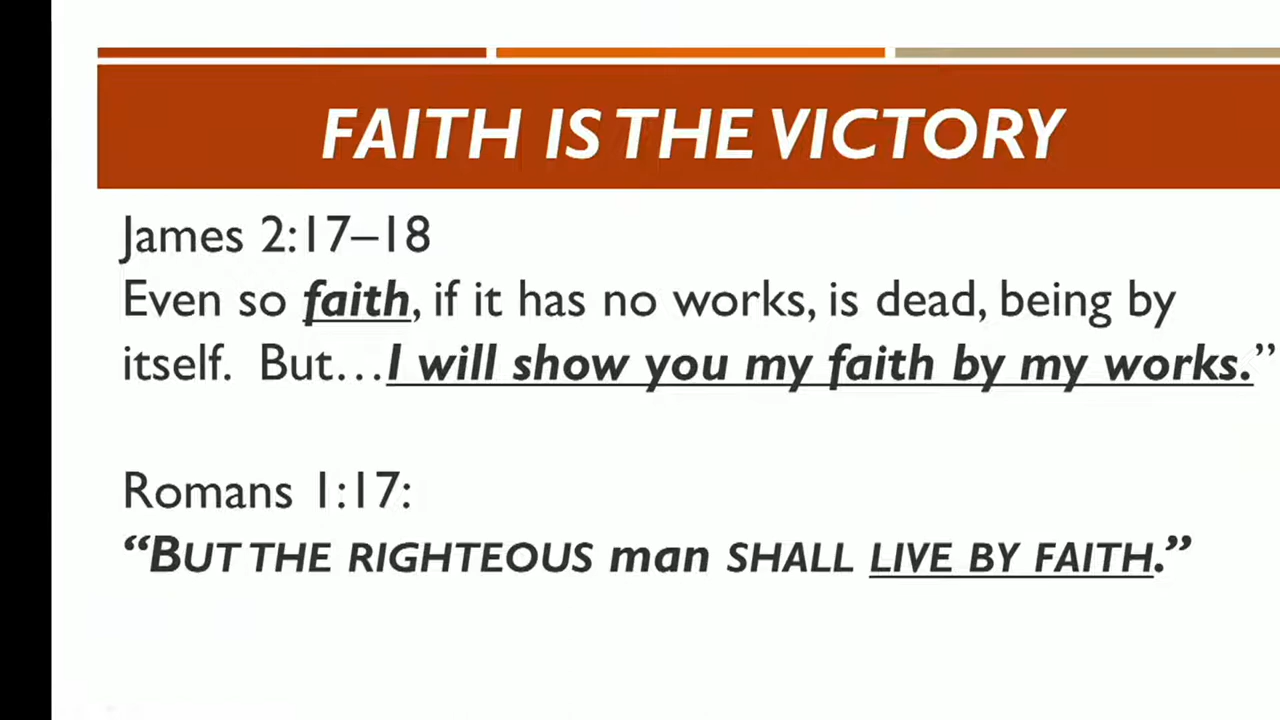 FAITH IS THE VICTORY
James 2:17–18
Even so faith, if it has no works, is dead, being by
itself.  But…I will show you my faith by my works.”
Romans 1:17:
“BUT THE RIGHTEOUS man SHALL LIVE BY FAITH.”